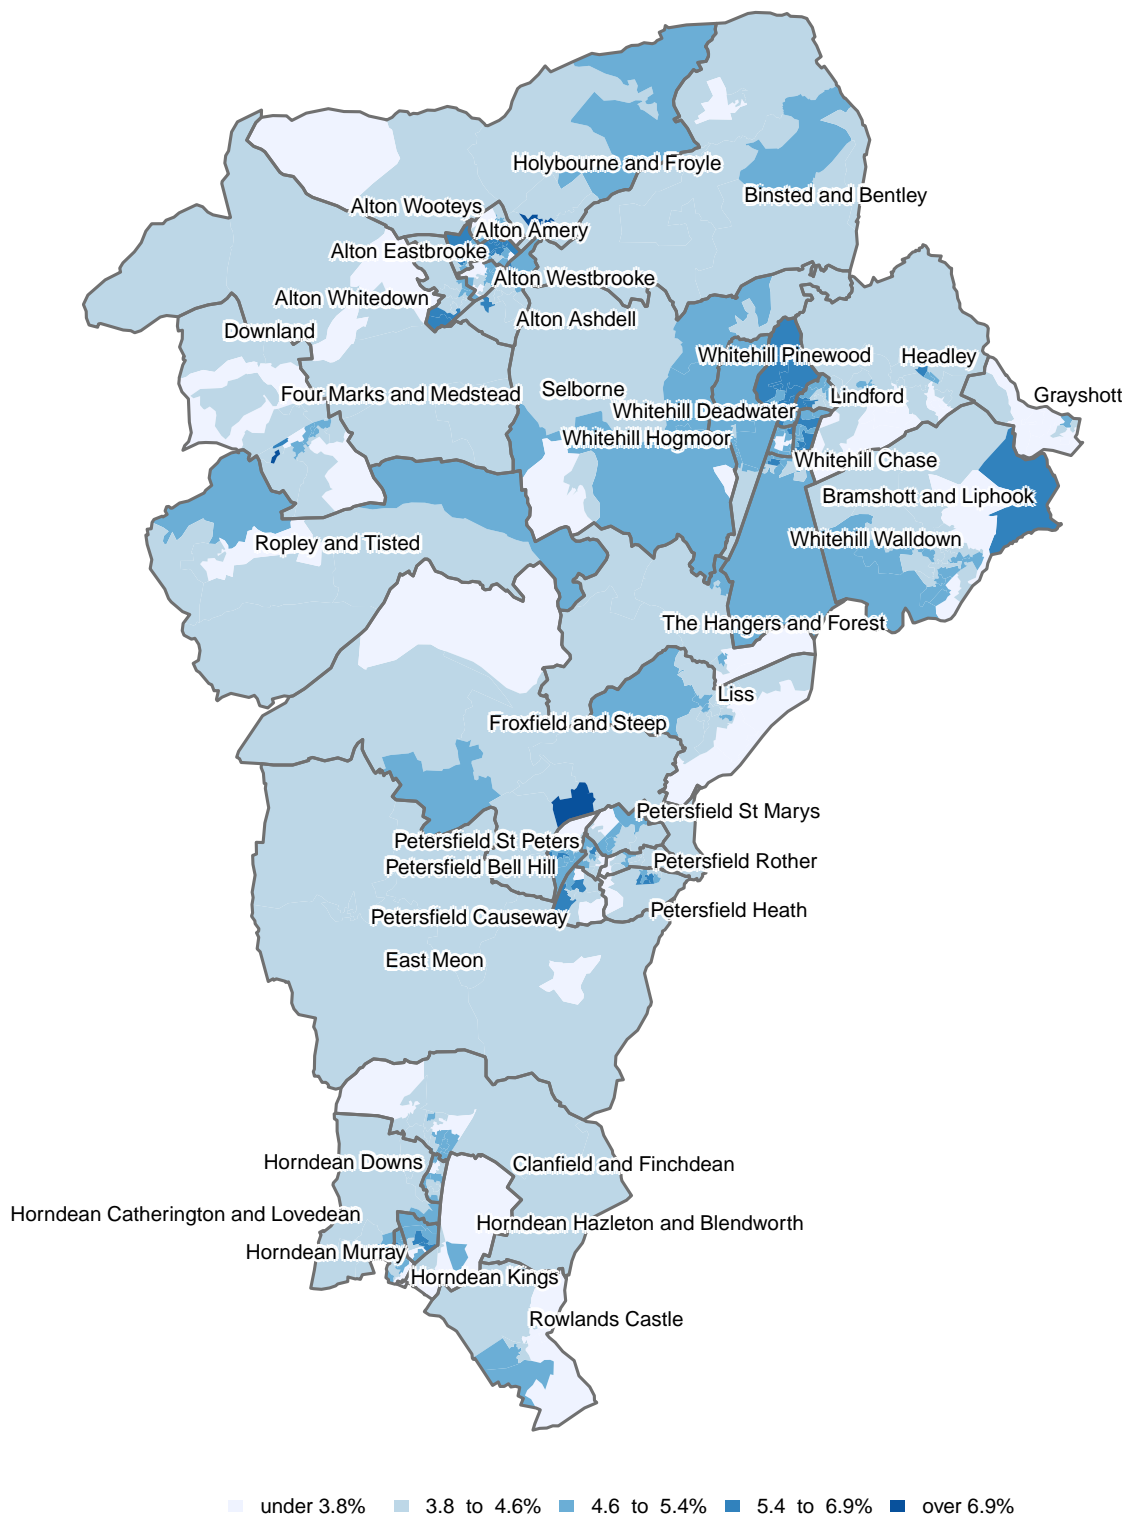 Holybourne and Froyle
Binsted and Bentley
Alton Wooteys
Alton Amery
Alton Eastbrooke
Alton Westbrooke
Alton Whitedown
Alton Ashdell
Downland
Whitehill Pinewood
Headley
Four Marks and Medstead
Selborne
Lindford
Grayshott
Whitehill Deadwater
Whitehill Hogmoor
Whitehill Chase
Bramshott and Liphook
Whitehill Walldown
Ropley and Tisted
The Hangers and Forest
Liss
Froxfield and Steep
Petersfield St Marys
Petersfield St Peters
Petersfield Rother
Petersfield Bell Hill
Petersfield Heath
Petersfield Causeway
East Meon
Horndean Downs
Clanfield and Finchdean
Horndean Catherington and Lovedean
Horndean Hazleton and Blendworth
Horndean Murray
Horndean Kings
Rowlands Castle
under 3.8% 3.8 to 4.6% 4.6 to 5.4% 5.4 to 6.9% over 6.9%